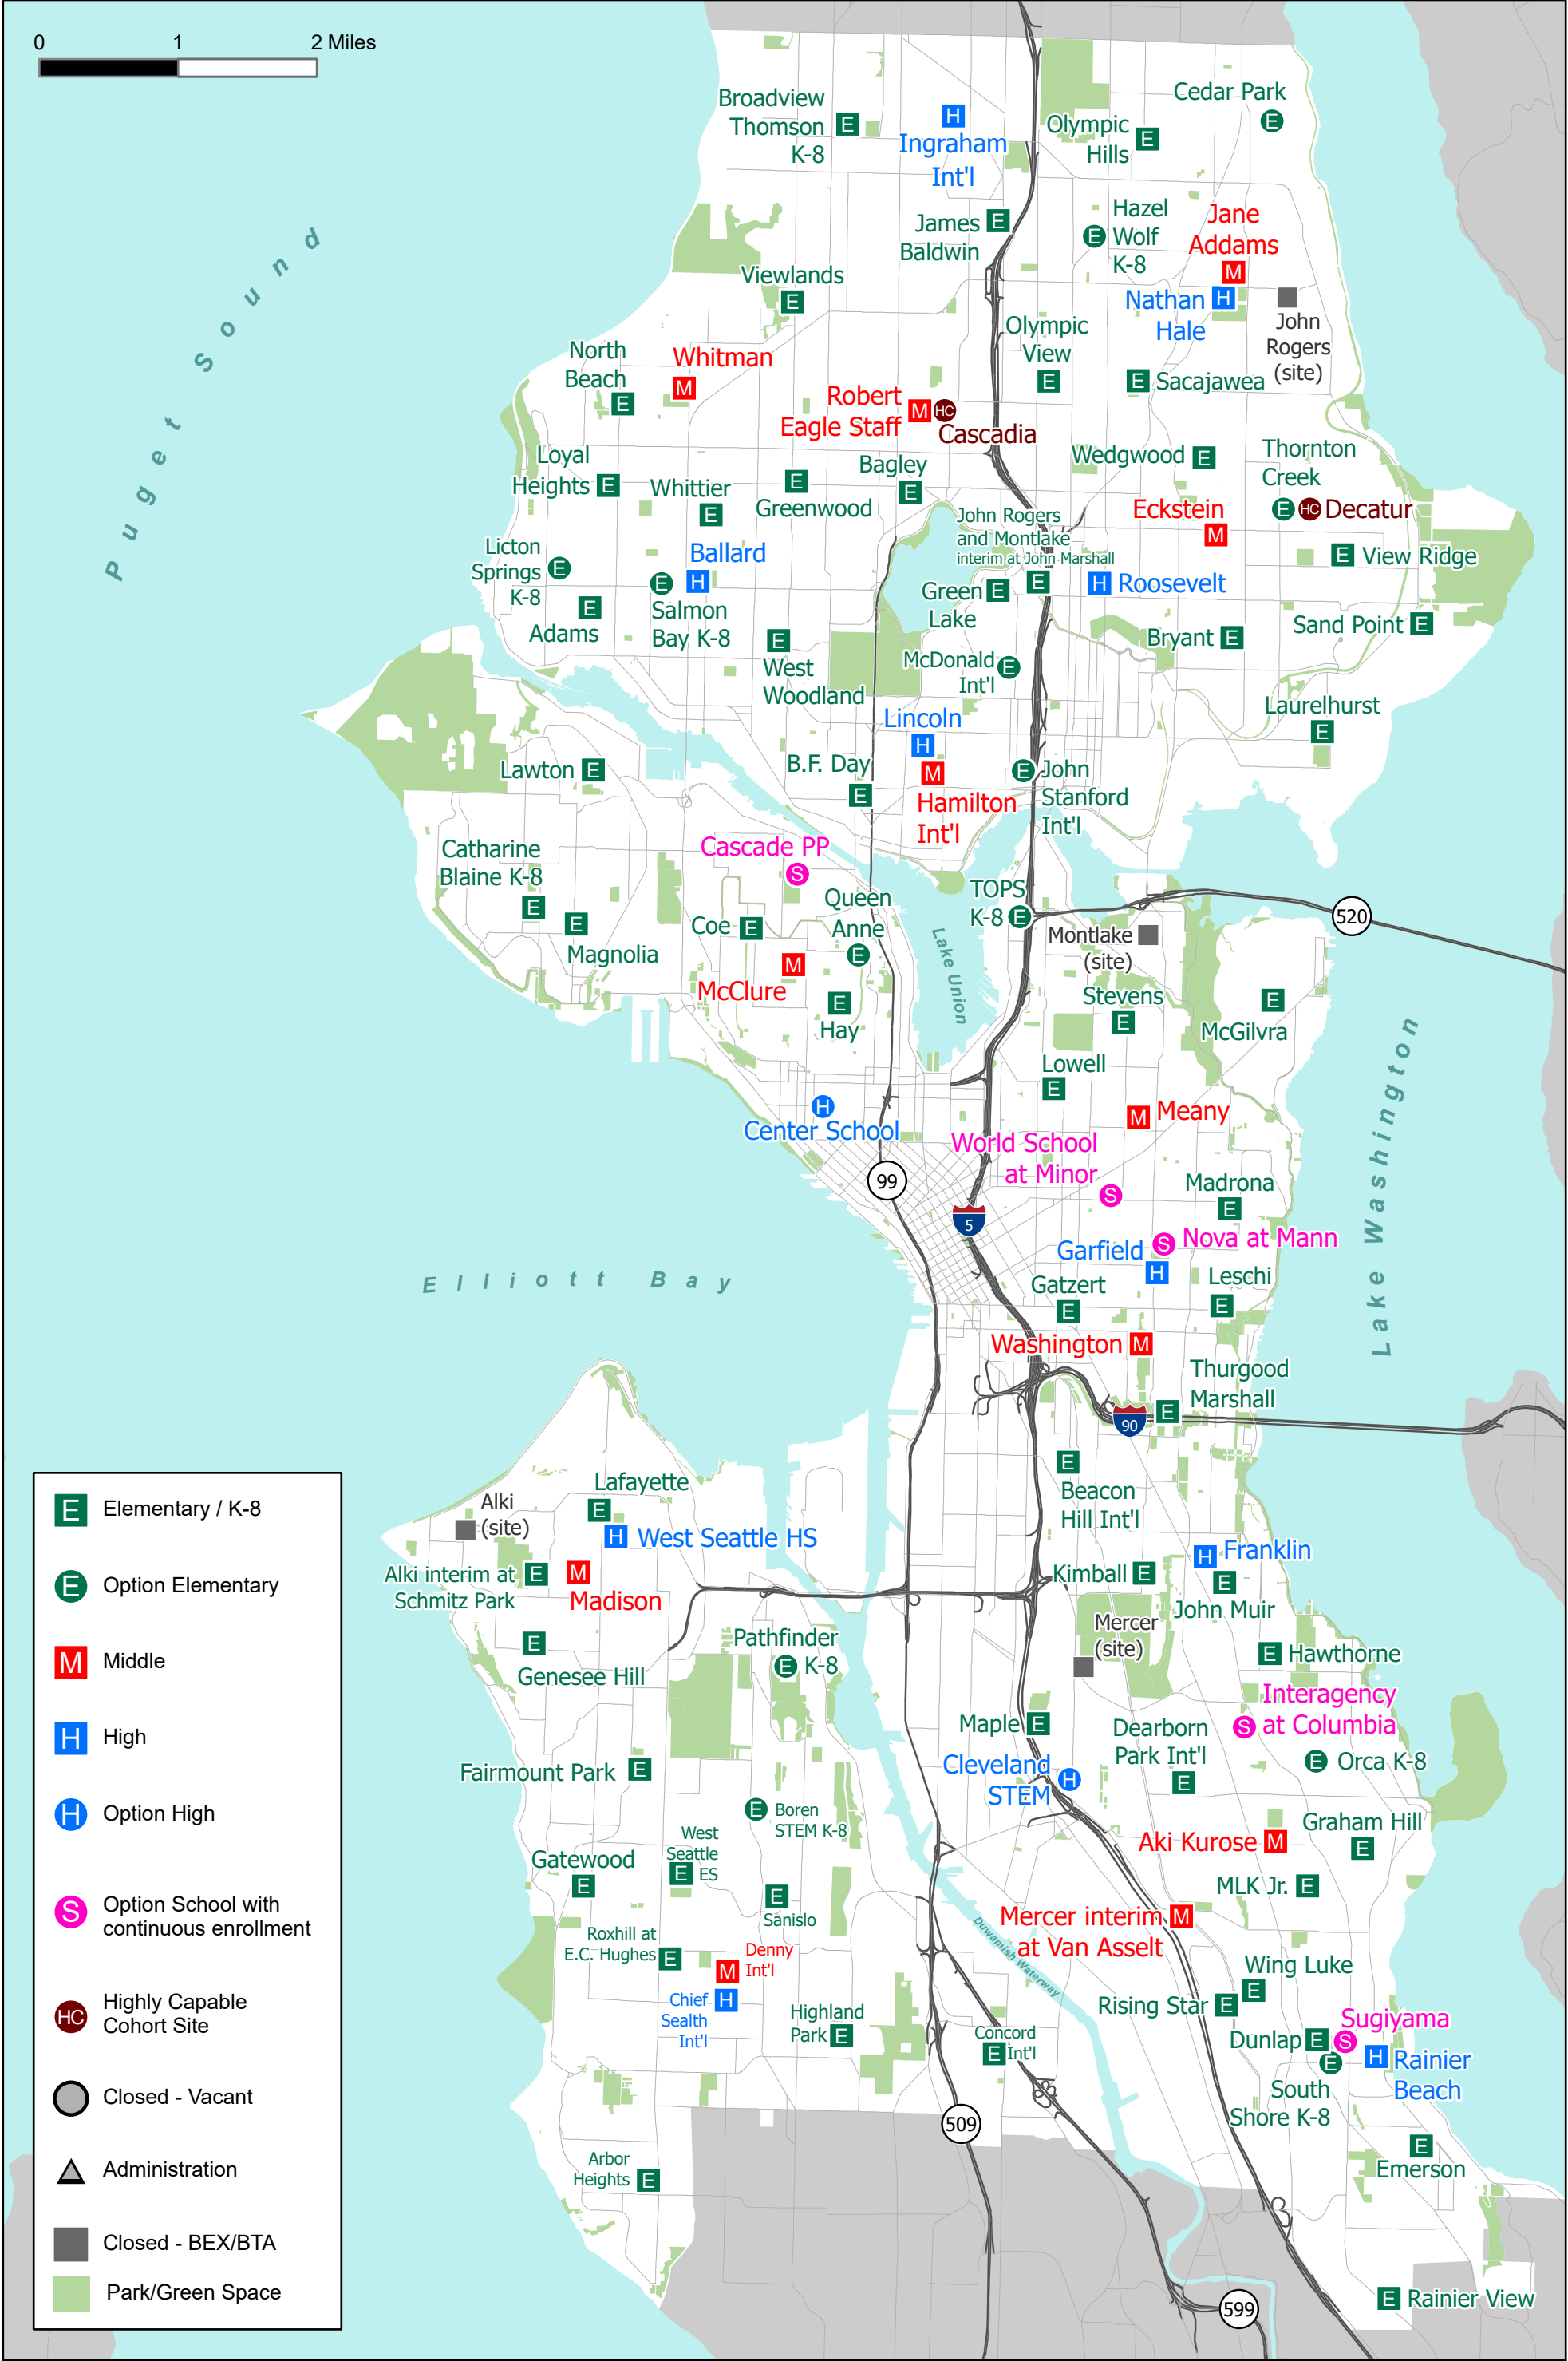 0 1 2 Miles
Broadview
Thomson
K-8
E
H
Ingraham
Int'l
Olympic
Hills
E
Cedar Park
E
James
Baldwin
E
E
Hazel
Wolf
K-8
Jane
Addams
M
Nathan
Hale
H
John
Rogers
(site)
Viewlands
E
Puget Sound
North
Beach
E
Whitman
M
Robert
Eagle Staff
M
HC
Cascadia
Olympic
View
E
E
Sacajawea
Loyal
Heights
E
Whittier
E
E
Greenwood
Bagley
E
Wedgwood
E
Thornton
Creek
E
HC
Decatur
Eckstein
M
John Rogers
and Montlake
interim at John Marshall
E
E
View Ridge
Licton
Springs
K-8
E
Ballard
H
E
Salmon
Bay K-8
E
Adams
Green
Lake
E
H
Roosevelt
E
West
Woodland
McDonald
Int'l
E
Bryant
E
Sand Point
E
Laurelhurst
E
Lincoln
H
M
Hamilton
Int'l
B.F. Day
E
E
John
Stanford
Int'l
Lawton
E
Catharine
Blaine K-8
E
E
Magnolia
Cascade PP
S
Coe
E
Queen
Anne
E
M
McClure
E
Hay
Lake Union
TOPS
K-8
E
520
Montlake
(site)
Stevens
E
E
McGilvra
Lowell
E
M
Meany
Lake Washington
H
Center School
World School
at Minor
S
99
5
Madrona
E
S
Nova at Mann
Garfield
H
Gatzert
E
Leschi
E
Elliott Bay
Washington
M
Thurgood
Marshall
E
90
E
Beacon
Hill Int'l
Lafayette
E
Alki
(site)
H
West Seattle HS
Alki interim at
Schmitz Park
E
M
Madison
Kimball
E
H
Franklin
E
John Muir
Mercer
(site)
E
Hawthorne
E
Genesee Hill
Pathfinder
K-8
E
Interagency
at Columbia
S
Maple
E
Dearborn
Park Int'l
E
E
Orca K-8
Cleveland
STEM
H
Fairmount Park
E
E
Boren
STEM K-8
West
Seattle
ES
E
Gatewood
E
E
Sanislo
Graham Hill
E
Aki Kurose
M
MLK Jr.
E
Mercer interim
at Van Asselt
M
Duwamish Waterway
Roxhill at
E.C. Hughes
E
Denny
Int'l
M
Chief
Sealth
Int'l
H
Highland
Park
E
Concord
Int'l
E
Wing Luke
E
Rising Star
E
Sugiyama
S
Dunlap
E
E
South
Shore K-8
H
Rainier
Beach
509
Arbor
Heights
E
E
Emerson
599
E
Rainier View
E
Elementary / K-8
E
Option Elementary
M
Middle
H
High
H
Option High
S
Option School with
continuous enrollment
HC
Highly Capable
Cohort Site
Closed - Vacant
Administration
Closed - BEX/BTA
Park/Green Space